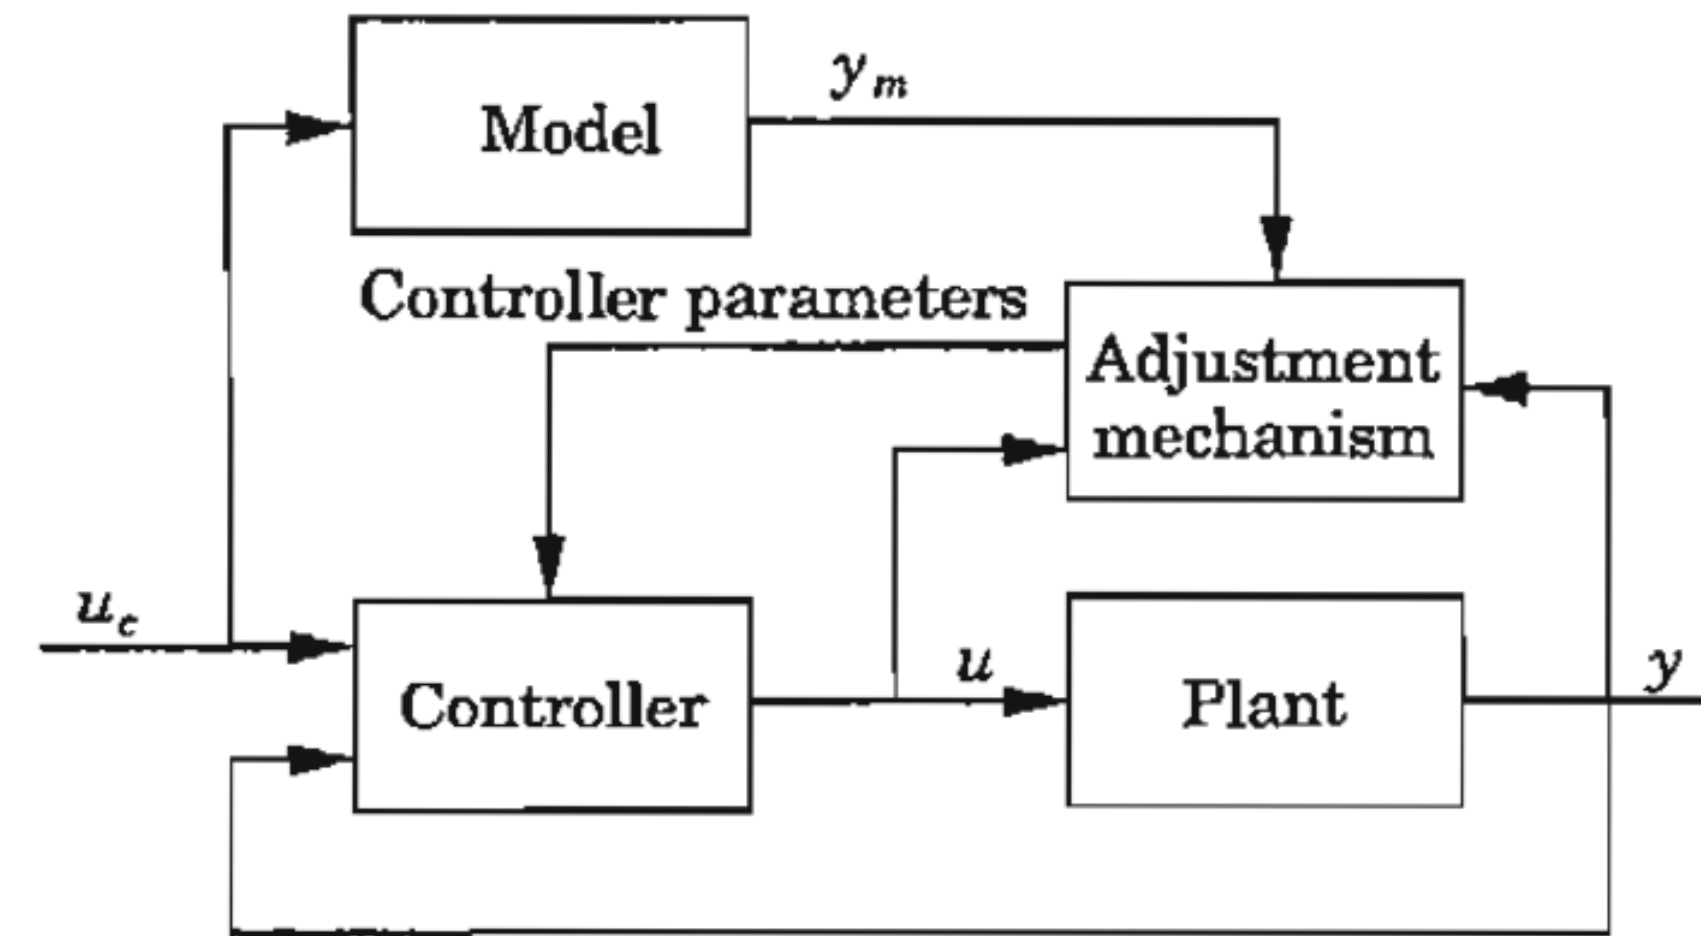 y_m
Model
Controller parameters
Adjustment
mechanism
u_c
u
y
Controller
Plant